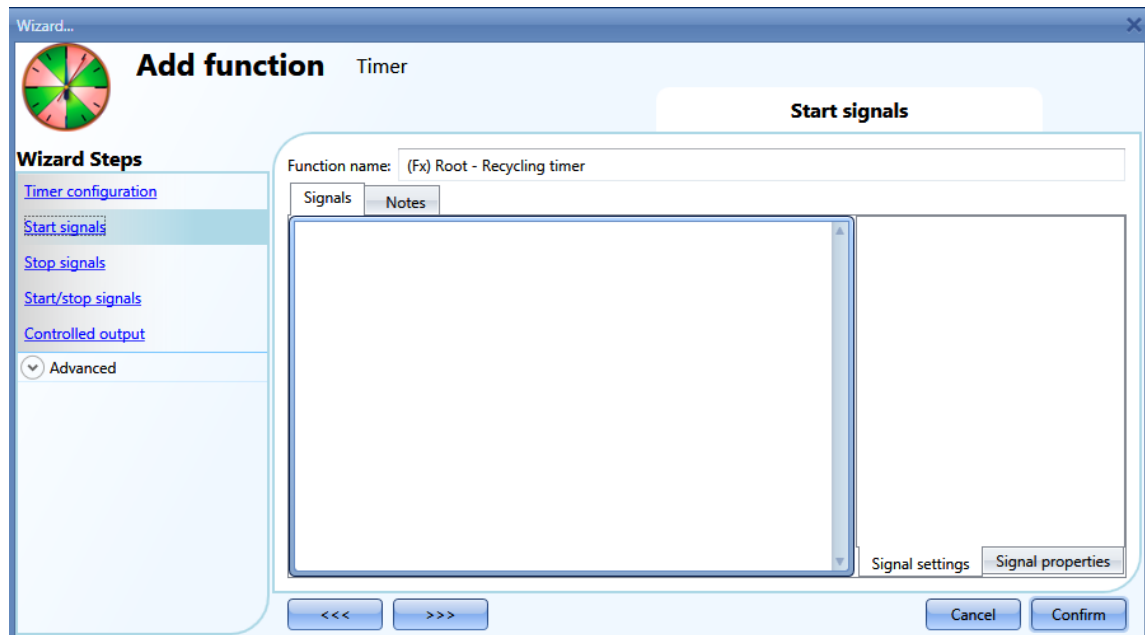 Wizard...
Add function Timer
Start signals
Wizard Steps
Timer configuration
Start signals
Stop signals
Start/stop signals
Controlled output
Advanced
Function name: (Fx) Root - Recycling timer
Signals Notes
Signal settings Signal properties
<<< >>> Cancel Confirm